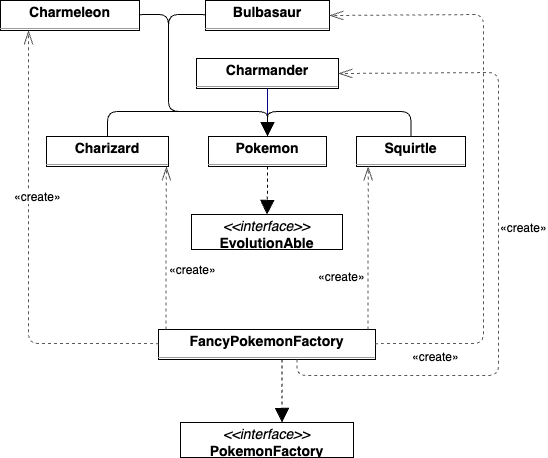 Charmeleon
Bulbasaur
Charmander
Charizard
Pokemon
Squirtle
«create»
<<interface>>
EvolutionAble
«create»
«create»
«create»
FancyPokemonFactory
«create»
<<interface>>
PokemonFactory